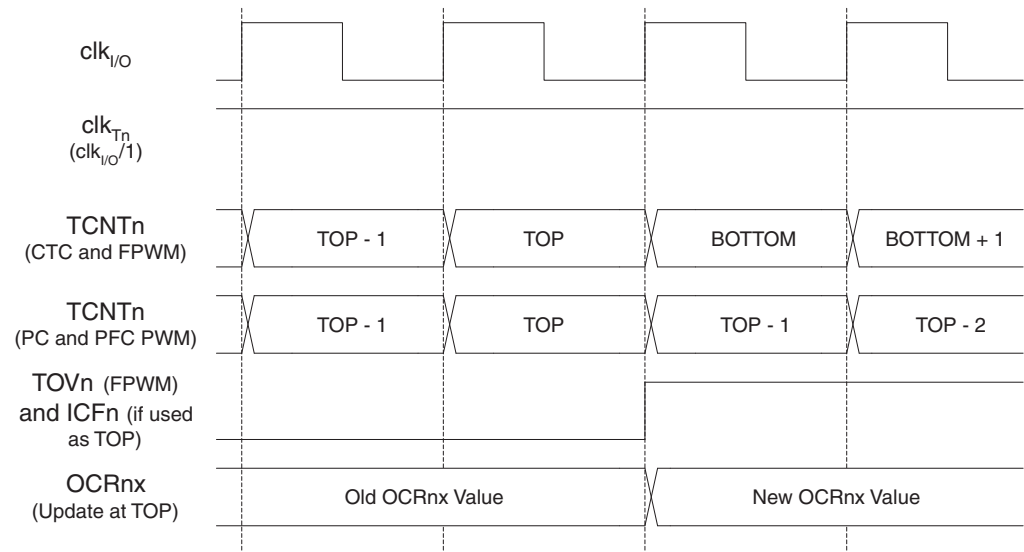 clkI/O
clkTn
(clkI/O/1)
TCNTn
(CTC and FPWM)
TOP - 1
TOP
BOTTOM
BOTTOM + 1
TCNTn
(PC and PFC PWM)
TOP - 1
TOP
TOP - 1
TOP - 2
TOVn (FPWM)
and ICFn (if used
as TOP)
OCRnx
(Update at TOP)
Old OCRnx Value
New OCRnx Value